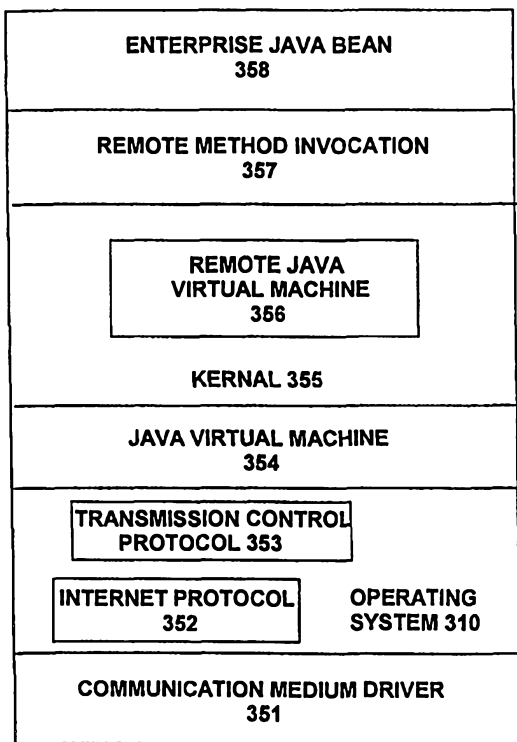 ENTERPRISE JAVA BEAN
358
REMOTE METHOD INVOCATION
357
REMOTE JAVA
VIRTUAL MACHINE
356
KERNAL 355
JAVA VIRTUAL MACHINE
354
TRANSMISSION CONTROL
PROTOCOL 353
INTERNET PROTOCOL
352
OPERATING
SYSTEM 310
COMMUNICATION MEDIUM DRIVER
351